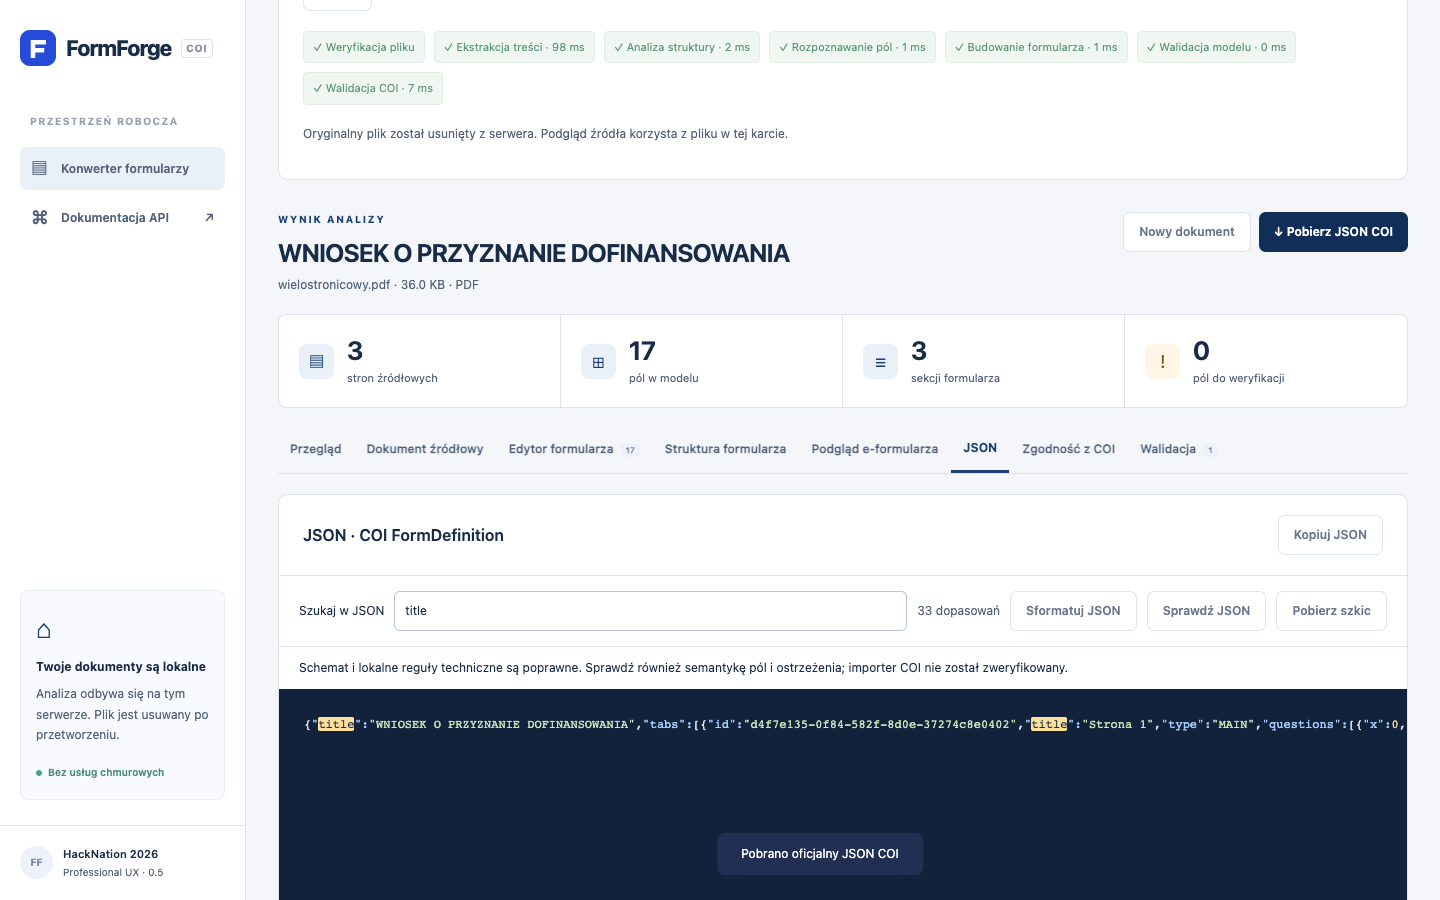 FormForge COI
PRZESTRZEŃ ROBOCZA
Konwerter formularzy
Dokumentacja API ↗
Twoje dokumenty są lokalne
Analiza odbywa się na tym
serwerze. Plik jest usuwany po
przetworzeniu.
Bez usług chmurowych
FF
HackNation 2026
Professional UX · 0.5
✓ Weryfikacja pliku
✓ Ekstrakcja treści · 98 ms
✓ Analiza struktury · 2 ms
✓ Rozpoznawanie pól · 1 ms
✓ Budowanie formularza · 1 ms
✓ Walidacja modelu · 0 ms
✓ Walidacja COI · 7 ms
Oryginalny plik został usunięty z serwera. Podgląd źródła korzysta z pliku w tej karcie.
WYNIK ANALIZY
WNIOSEK O PRZYZNANIE DOFINANSOWANIA
wielostronicowy.pdf · 36.0 KB · PDF
Nowy dokument
↓ Pobierz JSON COI
3
stron źródłowych
17
pól w modelu
3
sekcji formularza
!
0
pól do weryfikacji
Przegląd
Dokument źródłowy
Edytor formularza 17
Struktura formularza
Podgląd e-formularza
JSON
Zgodność z COI
Walidacja 1
JSON · COI FormDefinition
Kopiuj JSON
Szukaj w JSON
title
33 dopasowań
Sformatuj JSON
Sprawdź JSON
Pobierz szkic
Schemat i lokalne reguły techniczne są poprawne. Sprawdź również semantykę pól i ostrzeżenia; importer COI nie został zweryfikowany.
{"title":"WNIOSEK O PRZYZNANIE DOFINANSOWANIA","tabs":[{"id":"d4f7e135-0f84-582f-8d0e-37274c8e0402","title":"Strona 1","type":"MAIN","questions":[{"x":0,
Pobrano oficjalny JSON COI